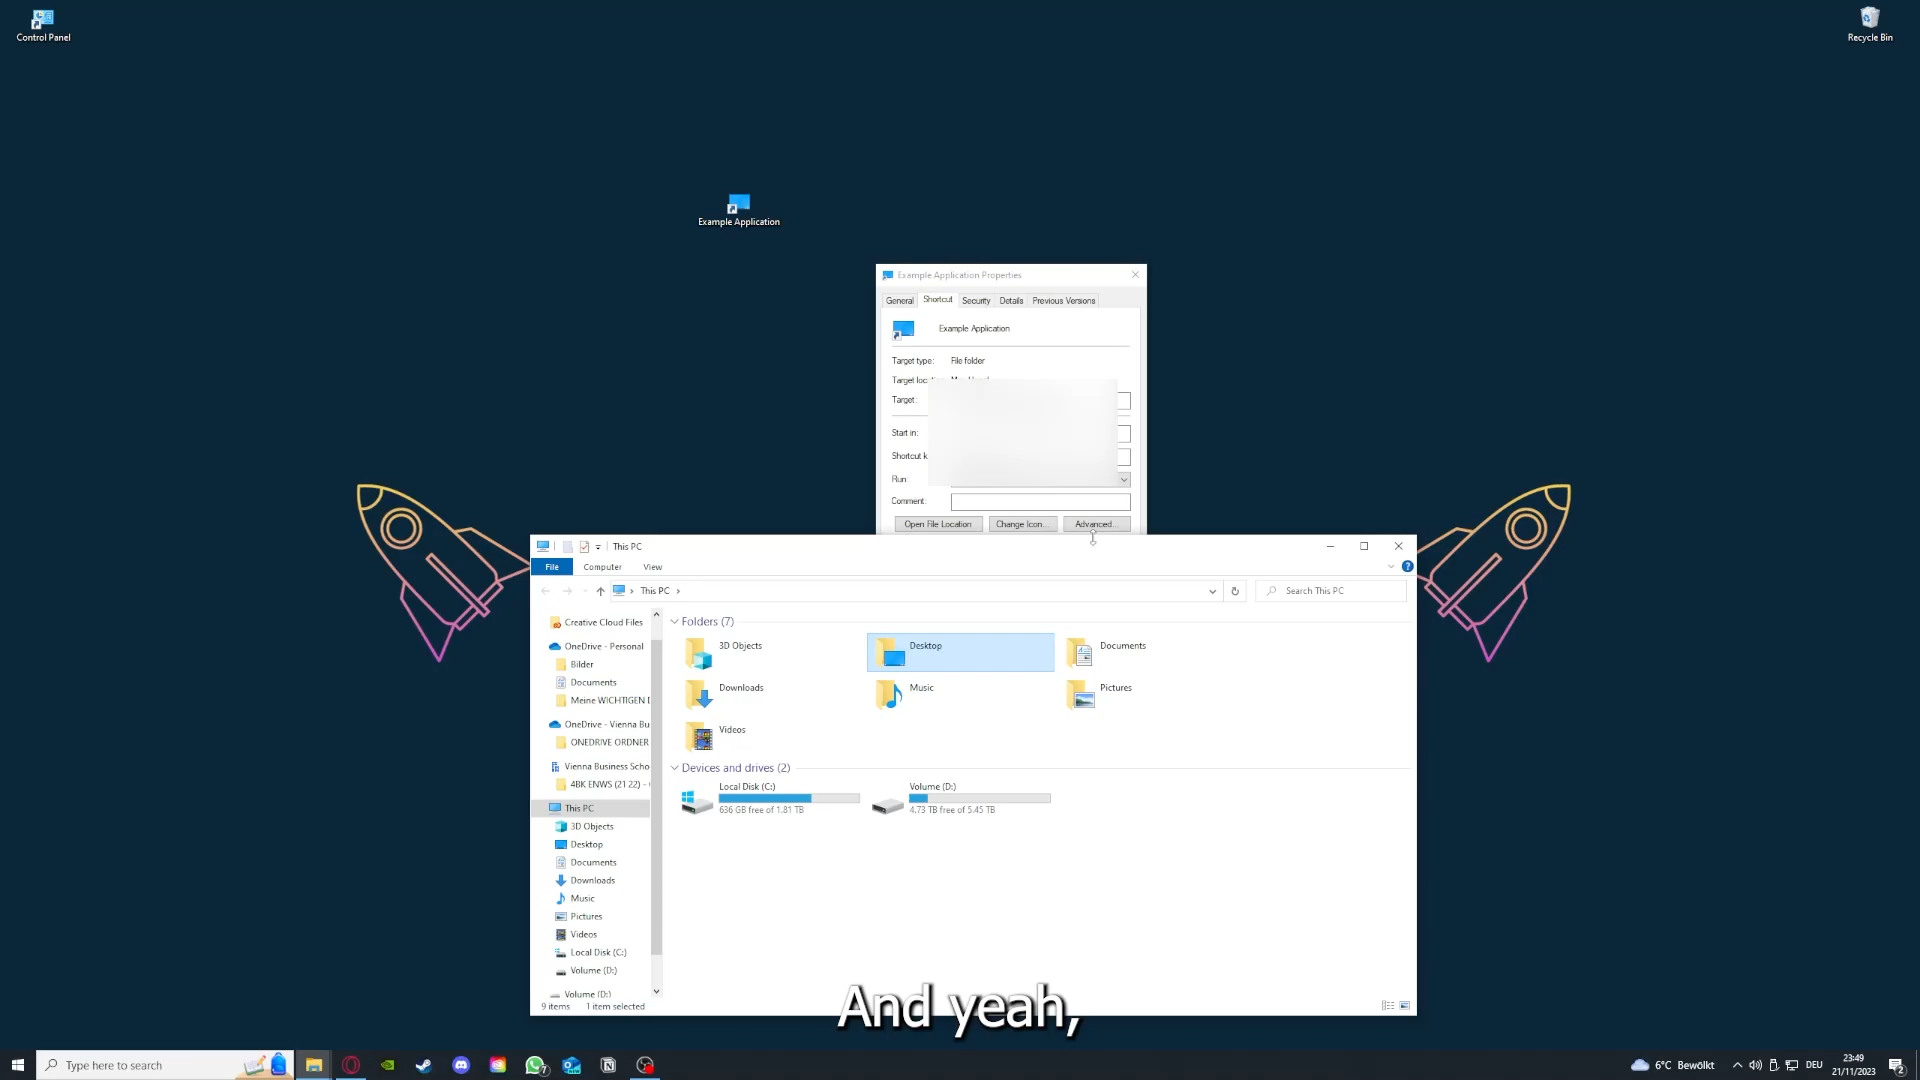 Control Panel
Recycle Bin
Example Application
Example Application Properties
General Shortcut Security Details Previous Versions
Example Application
Target type: File folder
Target
Target:
Start in:
Shortcut
Run:
Comment:
Open File Location Change Icon... Advanced...
This PC
File Computer View
This PC
Search This PC
Creative Cloud Files
OneDrive - Personal
Bilder
Documents
Meine WICHTIGEN
OneDrive - Vienna Bu
ONEDRIVE ORDNER
Vienna Business Scho
4BK ENWS (21 22) -
This PC
3D Objects
Desktop
Documents
Downloads
Music
Pictures
Videos
Local Disk (C:)
Volume (D:)
Volume (D:)
Folders (7)
3D Objects
Desktop
Documents
Downloads
Music
Pictures
Videos
Devices and drives (2)
Local Disk (C:)
636 GB free of 1.81 TB
Volume (D:)
4.73 TB free of 5.45 TB
9 items 1 item selected
And yeah,
Type here to search
7
6°C Bewölkt
DEU
23:49
21/11/2023
2